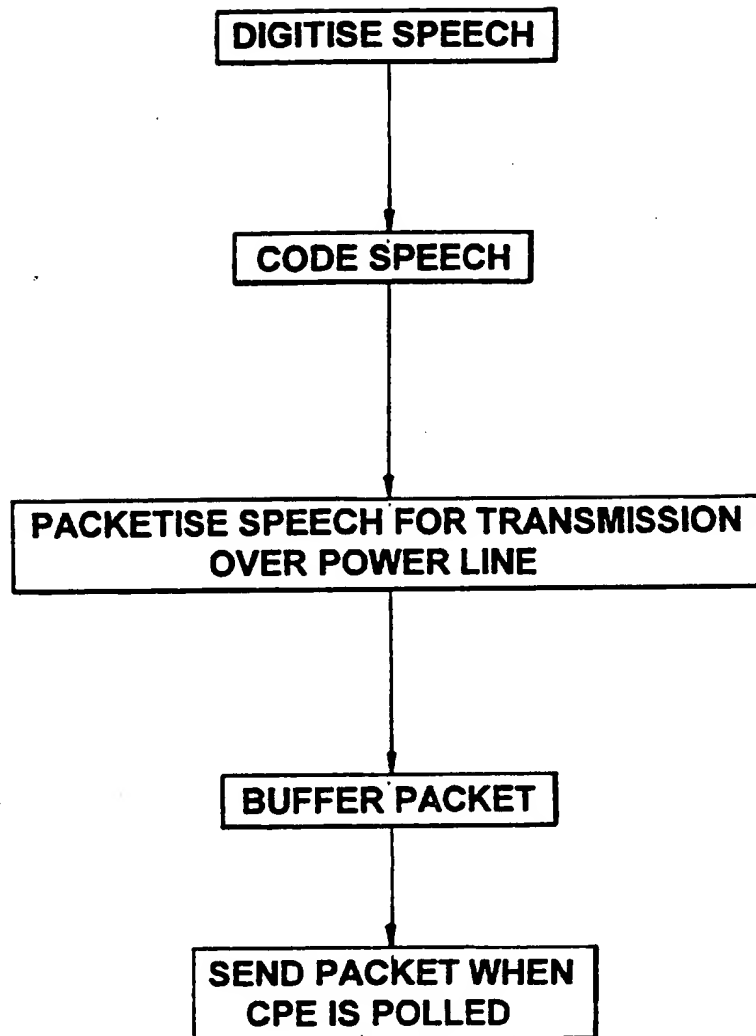 DIGITISE SPEECH
CODE SPEECH
PACKETISE SPEECH FOR TRANSMISSION
OVER POWER LINE
BUFFER PACKET
SEND PACKET WHEN
CPE IS POLLED